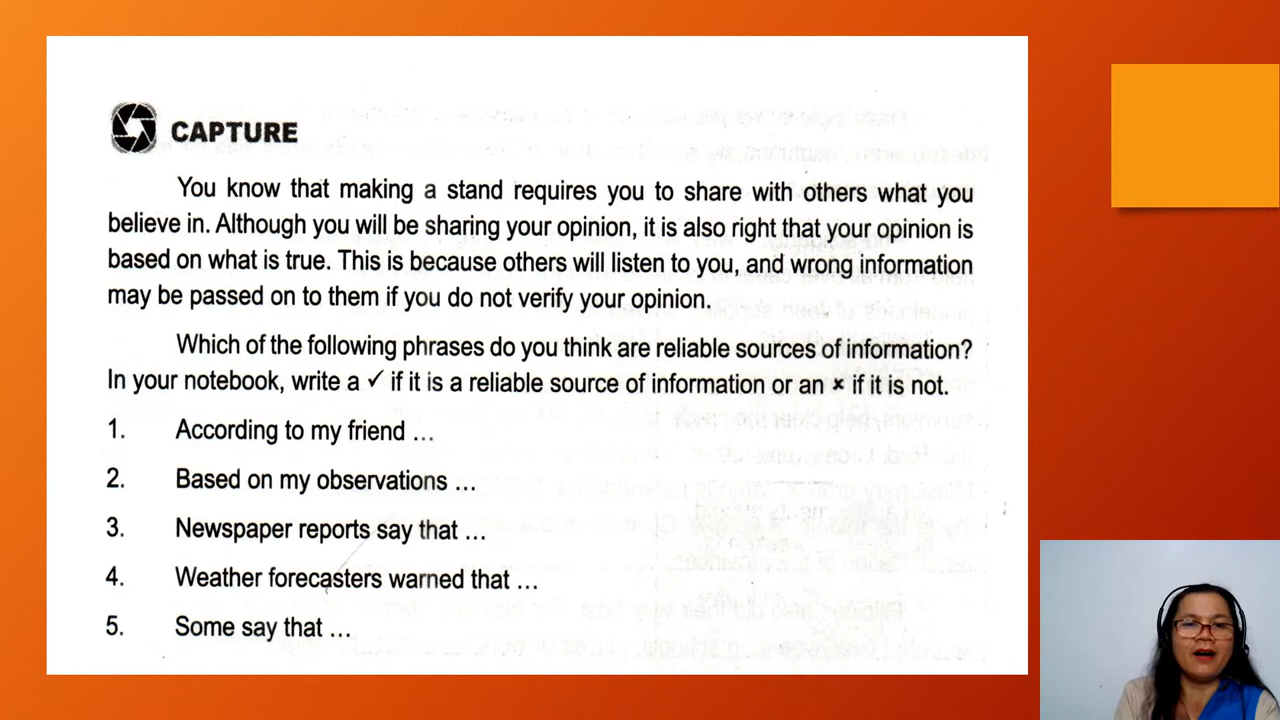 CAPTURE
You know that making a stand requires you to share with others what you
believe in. Although you will be sharing your opinion, it is also right that your opinion is
based on what is true. This is because others will listen to you, and wrong information
may be passed on to them if you do not verify your opinion.
Which of the following phrases do you think are reliable sources of information?
In your notebook, write a ✓ if it is a reliable source of information or an × if it is not.
1. According to my friend …
2. Based on my observations …
3. Newspaper reports say that …
4. Weather forecasters warned that …
5. Some say that …